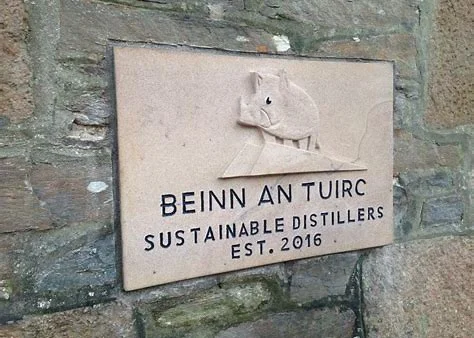 BEINN AN TUIRC
SUSTAINABLE DISTILLERS
EST. 2016